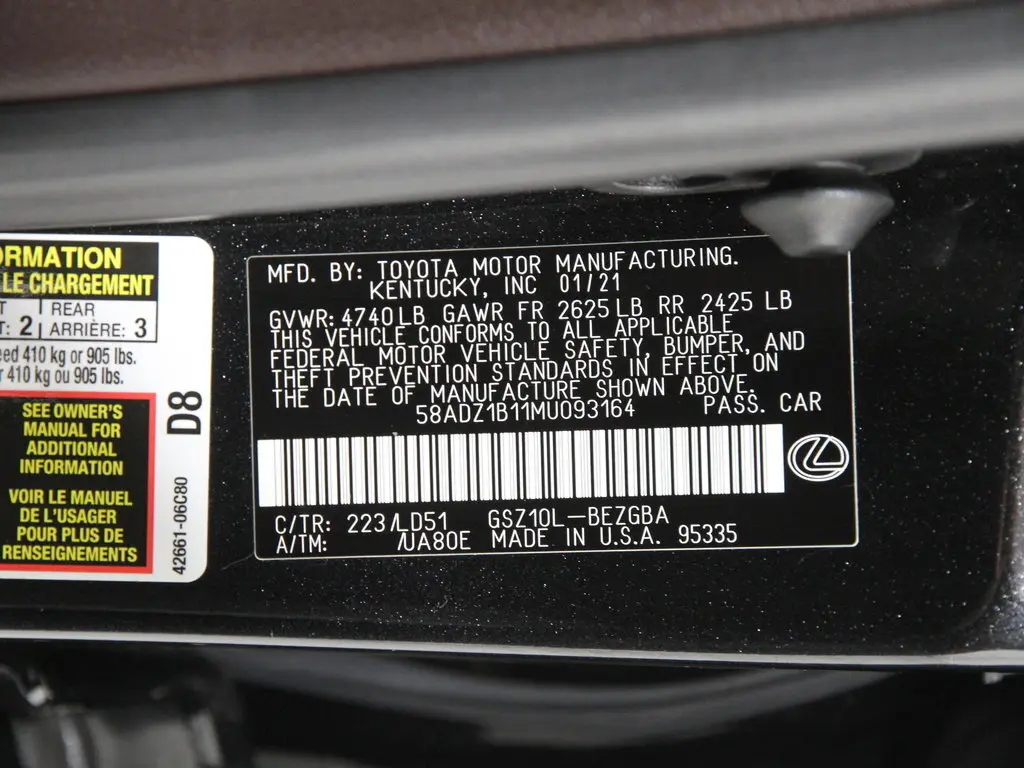 ORMATION
LE CHARGEMENT
T REAR
T: 2 ARRIÈRE: 3
ed 410 kg or 905 lbs.
r 410 kg ou 905 lbs.
SEE OWNER'S
MANUAL FOR
ADDITIONAL
INFORMATION
VOIR LE MANUEL
DE L'USAGER
POUR PLUS DE
RENSEIGNEMENTS
D8
42661-06C80
MFD. BY: TOYOTA MOTOR MANUFACTURING.
KENTUCKY, INC 01/21
GVWR: 4740LB GAWR FR 2625LB RR 2425 LB
THIS VEHICLE CONFORMS TO ALL APPLICABLE
FEDERAL MOTOR VEHICLE SAFETY, BUMPER, AND
THEFT PREVENTION STANDARDS IN EFFECT ON
THE DATE OF MANUFACTURE SHOWN ABOVE.
58ADZ1B11MU093164 PASS. CAR
C/TR: 223/LD51 GSZ10L-BEZGBA
A/TM: /UA80E MADE IN U.S.A. 95335